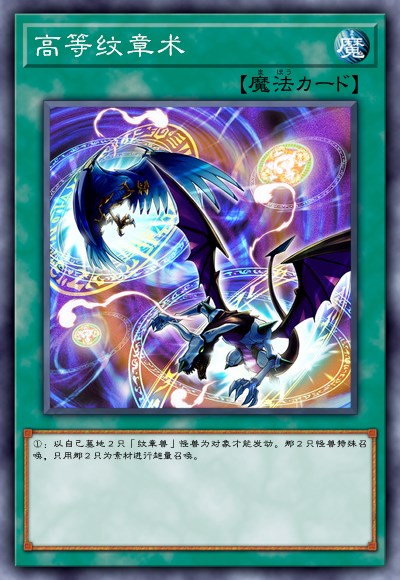 高等纹章术
魔
【魔法カード】
①：以自己墓地２只「纹章兽」怪兽为对象才能发动。那２只怪兽特殊召
唤，只用那２只为素材进行超量召唤。